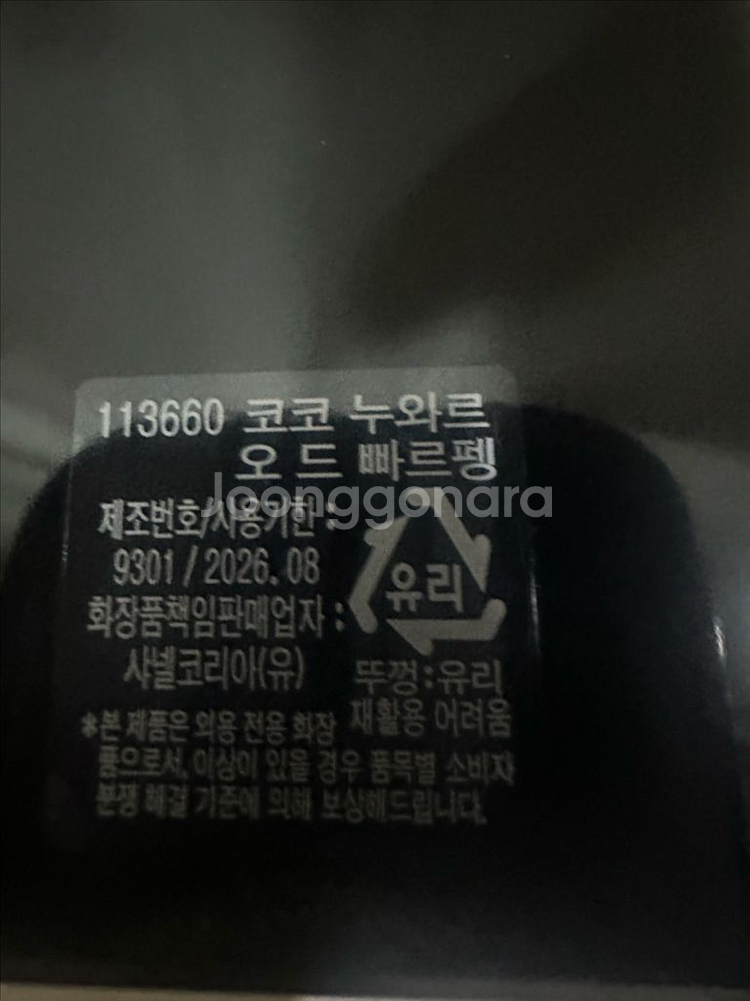 113660 코코 누와르
오 드 빠르펭
Joonggonara
제조번호/사용기한 :
9301 / 2026. 08
화장품책임판매업자 :
샤넬코리아(유)
유리
뚜껑:유리
재활용 어려움
*본 제품은 외용 전용 화장
품으로서, 이상이 있을 경우 품목별 소비자
분쟁 해결 기준에 의해 보상해드립니다.